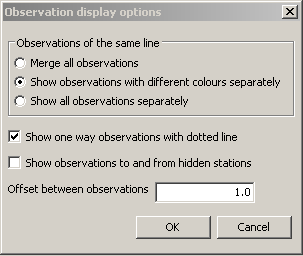 Observation display options
Observations of the same line
Merge all observations
Show observations with different colours separately
Show all observations separately
Show one way observations with dotted line
Show observations to and from hidden stations
Offset between observations 1.0
OK Cancel